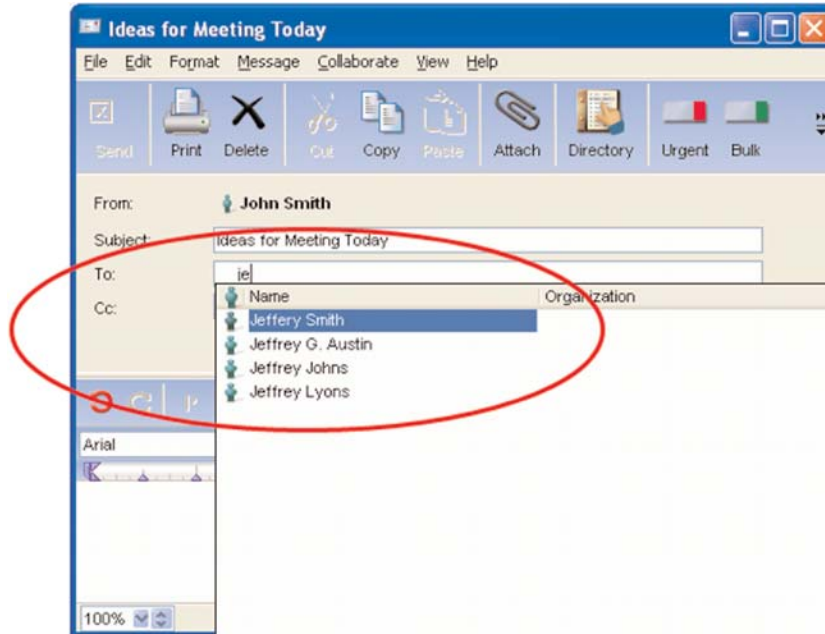 Ideas for Meeting Today
File Edit Format Message Collaborate View Help
Send Print Delete Cut Copy Paste Attach Directory Urgent Bulk
From: John Smith
Subject: Ideas for Meeting Today
To: je
Cc:
Name Organization
Jeffery Smith
Jeffrey G. Austin
Jeffrey Johns
Jeffrey Lyons
Arial
100%